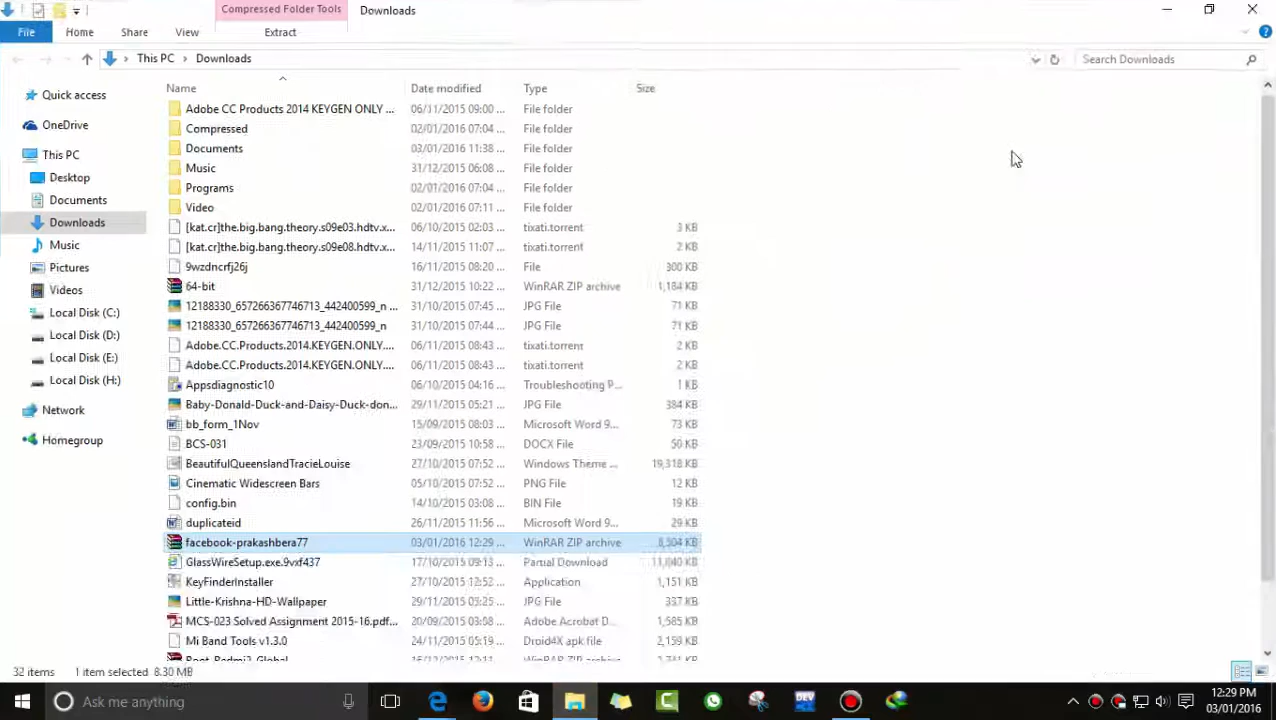 Compressed Folder Tools Downloads
File Home Share View Extract
This PC Downloads Search Downloads
Name Date modified Type Size
Quick access
OneDrive
This PC
Desktop
Documents
Downloads
Music
Pictures
Videos
Local Disk (C:)
Local Disk (D:)
Local Disk (E:)
Local Disk (H:)
Network
Homegroup
Adobe CC Products 2014 KEYGEN ONLY ... 06/11/2015 09:00 ... File folder
Compressed 02/01/2016 07:04 ... File folder
Documents 03/01/2016 11:38 ... File folder
Music 31/12/2015 06:08 ... File folder
Programs 02/01/2016 07:04 ... File folder
Video 02/01/2016 07:11 ... File folder
[kat.cr]the.big.bang.theory.s09e03.hdtv.x... 06/10/2015 02:03 ... tixati.torrent 3 KB
[kat.cr]the.big.bang.theory.s09e08.hdtv.x... 14/11/2015 11:07 ... tixati.torrent 2 KB
9wzdncrfj26j 16/11/2015 08:20 ... File 300 KB
64-bit 31/12/2015 10:22 ... WinRAR ZIP archive 1,184 KB
12188330_657266367746713_442400599_n ... 31/10/2015 07:45 ... JPG File 71 KB
12188330_657266367746713_442400599_n 31/10/2015 07:44 ... JPG File 71 KB
Adobe.CC.Products.2014.KEYGEN.ONLY.... 06/11/2015 08:43 ... tixati.torrent 2 KB
Adobe.CC.Products.2014.KEYGEN.ONLY.... 06/11/2015 08:43 ... tixati.torrent 2 KB
Appsdiagnostic10 06/10/2015 04:16 ... Troubleshooting P... 1 KB
Baby-Donald-Duck-and-Daisy-Duck-don... 29/11/2015 05:21 ... JPG File 384 KB
bb_form_1Nov 15/09/2015 08:03 ... Microsoft Word 9... 73 KB
BCS-031 23/09/2015 10:58 ... DOCX File 50 KB
BeautifulQueenslandTracieLouise 27/10/2015 07:52 ... Windows Theme ... 19,318 KB
Cinematic Widescreen Bars 05/10/2015 07:52 ... PNG File 12 KB
config.bin 14/10/2015 03:08 ... BIN File 19 KB
duplicateid 26/11/2015 11:56 ... Microsoft Word 9... 29 KB
facebook-prakashbera77 03/01/2016 12:29 ... WinRAR ZIP archive 8,504 KB
GlassWireSetup.exe.9vxf437 17/10/2015 09:13 ... Partial Download 11,040 KB
KeyFinderInstaller 27/10/2015 12:52 ... Application 1,151 KB
Little-Krishna-HD-Wallpaper 29/11/2015 05:25 ... JPG File 337 KB
MCS-023 Solved Assignment 2015-16.pdf... 20/09/2015 03:08 ... Adobe Acrobat D... 1,585 KB
Mi Band Tools v1.3.0 24/11/2015 05:19 ... Droid4X apk file 2,159 KB
32 items 1 item selected 8.30 MB
Ask me anything
DEV
12:29 PM
03/01/2016